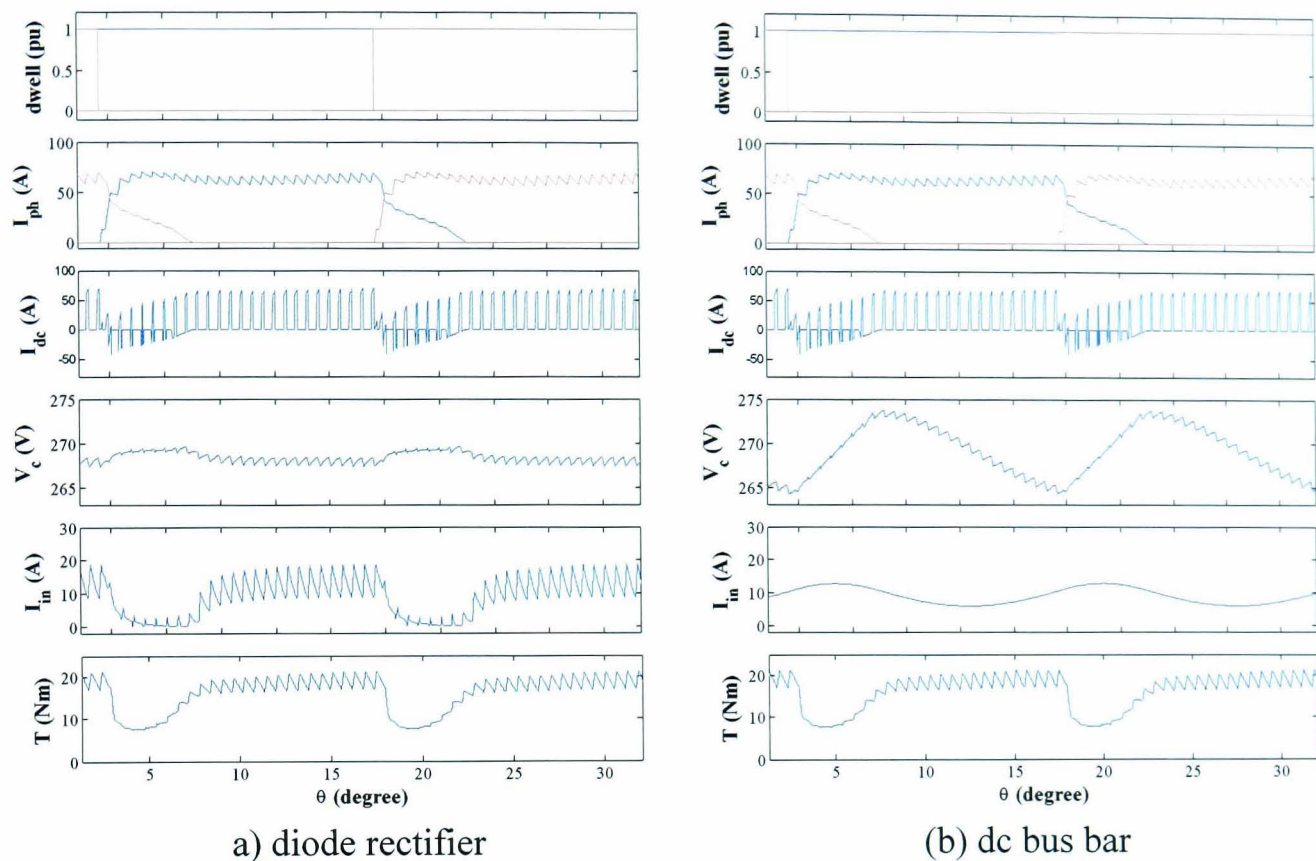 1
0.5
0
dwell (pu)
100
50
0
I_ph (A)
100
50
0
-50
I_dc (A)
275
270
265
V_c (V)
30
20
10
0
I_in (A)
20
10
0
T (Nm)
5 10 15 20 25 30
θ (degree)
a) diode rectifier
1
0.5
0
dwell (pu)
100
50
0
I_ph (A)
100
50
0
-50
I_dc (A)
275
270
265
V_c (V)
30
20
10
0
I_in (A)
20
10
0
T (Nm)
5 10 15 20 25 30
θ (degree)
(b) dc bus bar